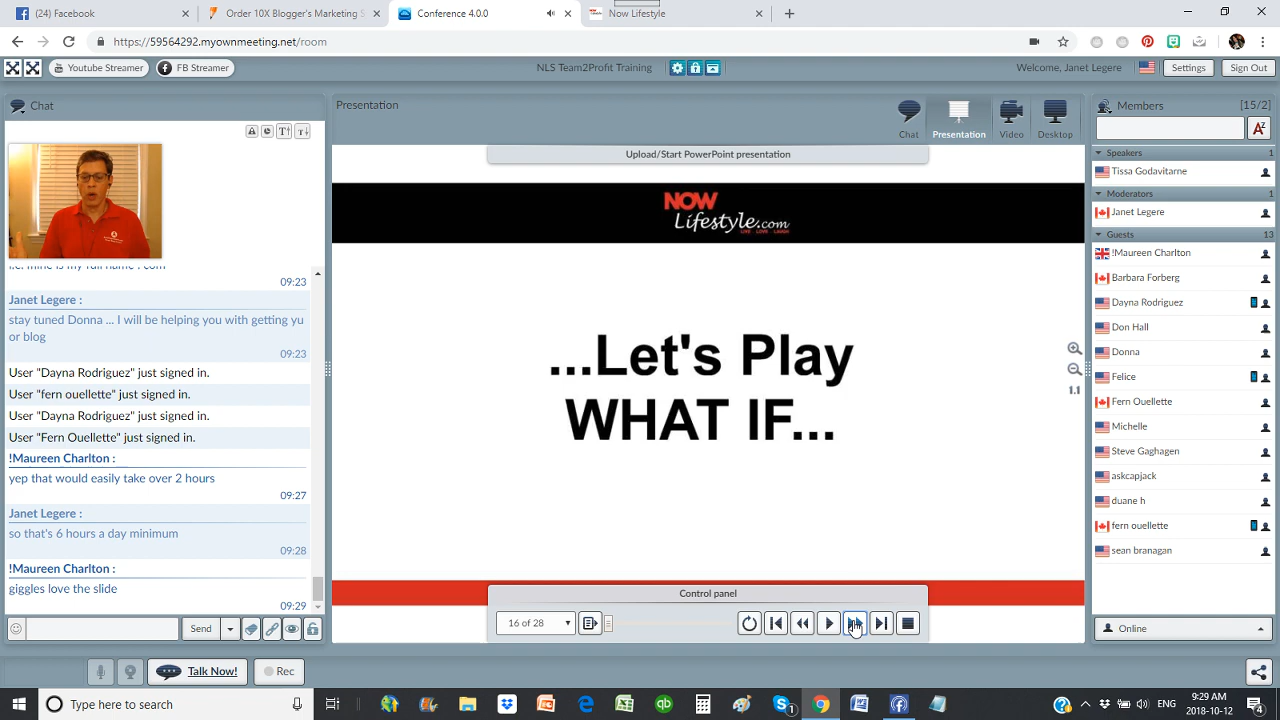 (24) Facebook
Order 10X Blogger's Marketing S
Conference 4.0.0
Now Lifestyle
https://59564292.myownmeeting.net/room
Youtube Streamer
FB Streamer
NLS Team2Profit Training
Welcome, Janet Legere
Settings
Sign Out
Chat
09:23
Janet Legere :
stay tuned Donna ... I will be helping you with getting yu
or blog
09:23
User "Dayna Rodriguez" just signed in.
User "fern ouellette" just signed in.
User "Dayna Rodriguez" just signed in.
User "Fern Ouellette" just signed in.
!Maureen Charlton :
yep that would easily take over 2 hours
09:27
Janet Legere :
so that's 6 hours a day minimum
09:28
!Maureen Charlton :
giggles love the slide
09:29
Send
Talk Now!
Rec
Presentation
Chat
Presentation
Video
Desktop
Upload/Start PowerPoint presentation
NOW
Lifestyle.com
LIVE LOVE LAUGH
...Let's Play
WHAT IF...
1.1
Control panel
16 of 28
Members
[15/2]
Speakers 1
Tissa Godavitarne
Moderators 1
Janet Legere
Guests 13
!Maureen Charlton
Barbara Forberg
Dayna Rodriguez
Don Hall
Donna
Felice
Fern Ouellette
Michelle
Steve Gaghagen
askcapjack
duane h
fern ouellette
sean branagan
Online
Type here to search
ENG
9:29 AM
2018-10-12